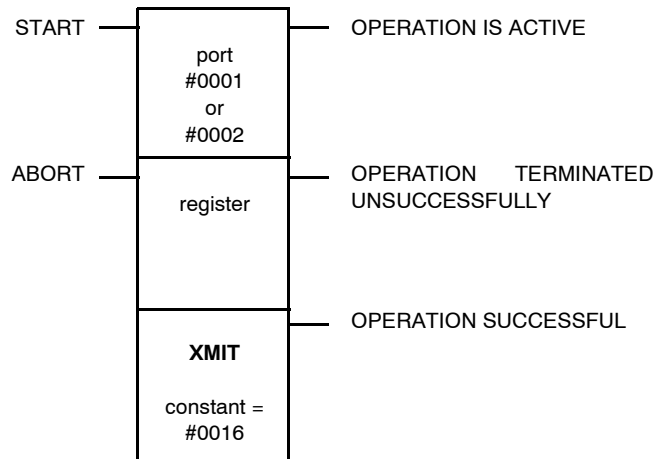 START
OPERATION IS ACTIVE
port
#0001
or
#0002
ABORT
OPERATION TERMINATED
UNSUCCESSFULLY
register
OPERATION SUCCESSFUL
XMIT
constant =
#0016